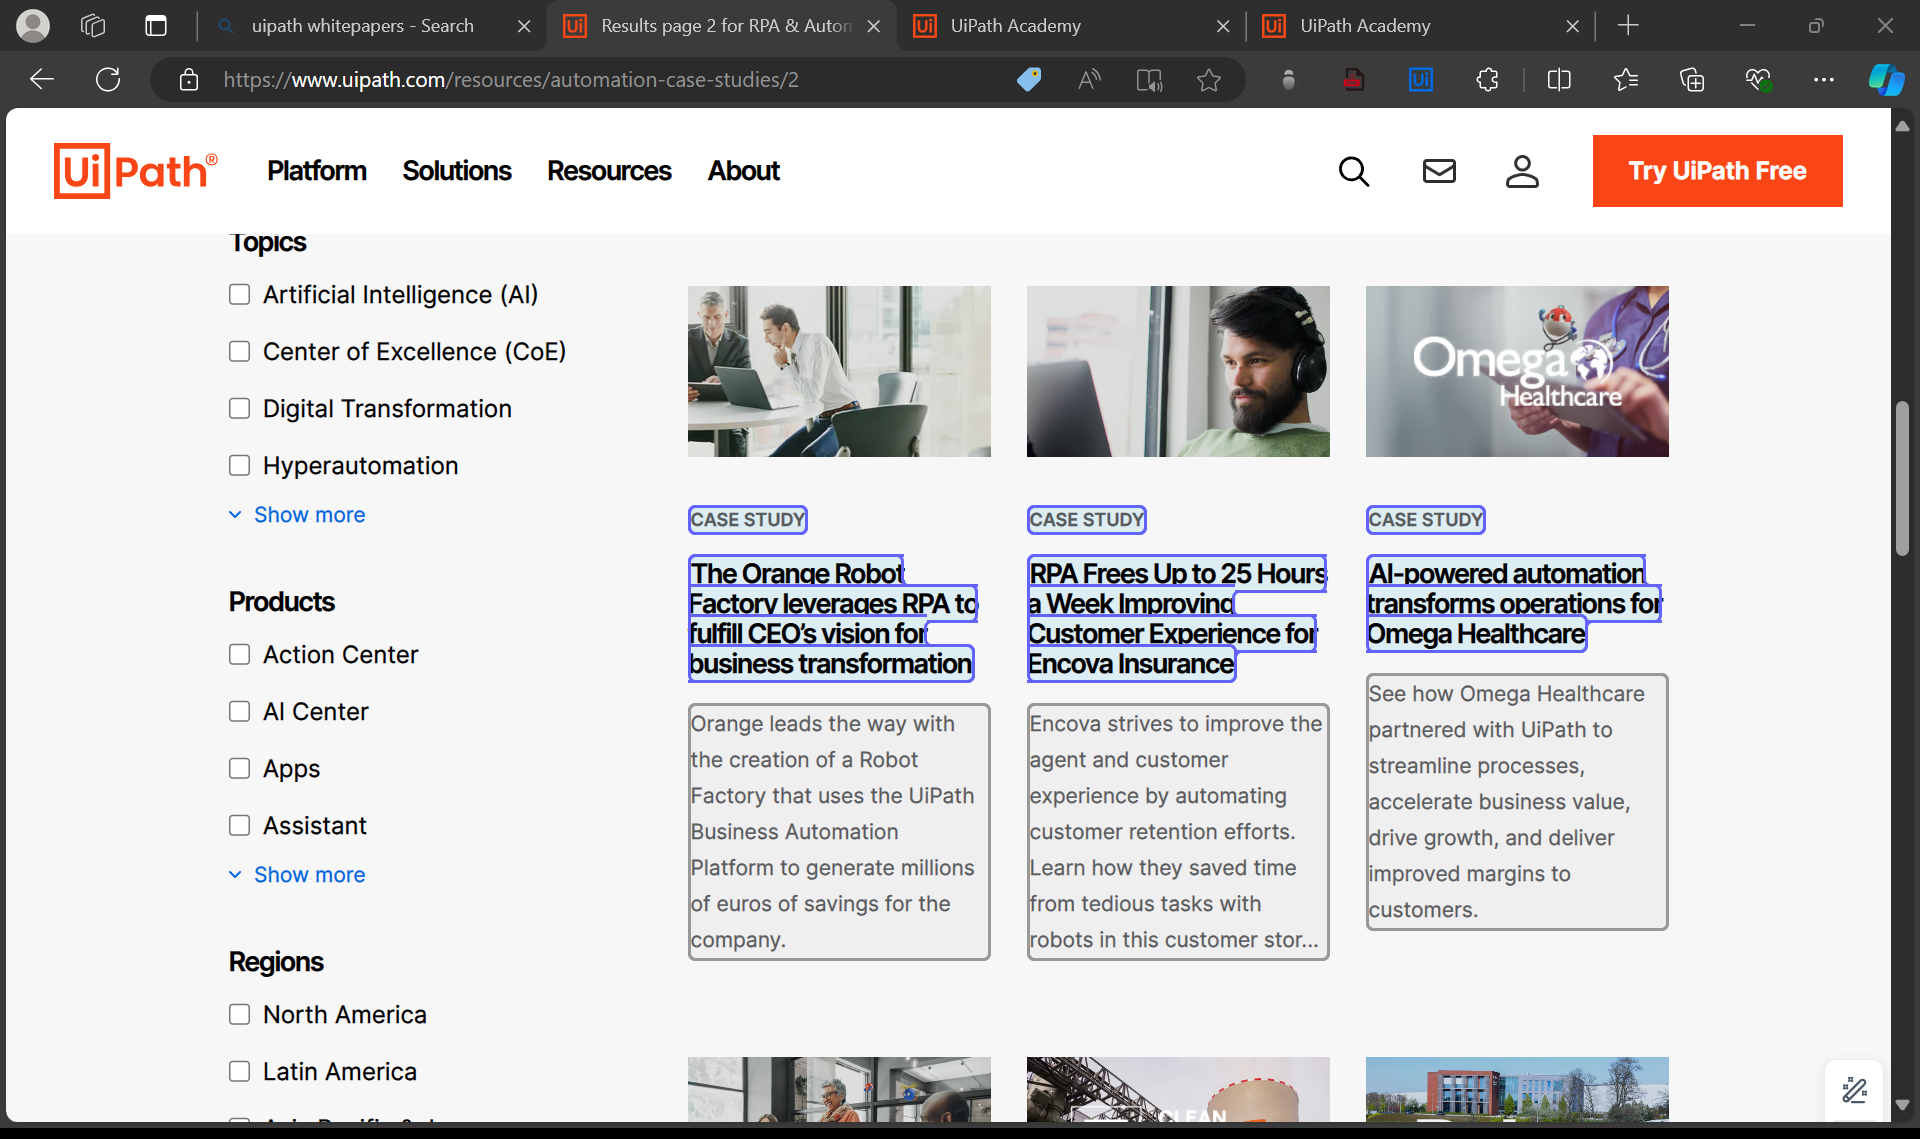 uipath whitepapers - Search
Results page 2 for RPA & Autom
UiPath Academy
UiPath Academy
https://www.uipath.com/resources/automation-case-studies/2
UiPath®
Platform
Solutions
Resources
About
Try UiPath Free
Topics
Artificial Intelligence (AI)
Center of Excellence (CoE)
Digital Transformation
Hyperautomation
Show more
Products
Action Center
AI Center
Apps
Assistant
Show more
Regions
North America
Latin America
CASE STUDY
The Orange Robot
Factory leverages RPA to
fulfill CEO’s vision for
business transformation
Orange leads the way with
the creation of a Robot
Factory that uses the UiPath
Business Automation
Platform to generate millions
of euros of savings for the
company.
CASE STUDY
RPA Frees Up to 25 Hours
a Week Improving
Customer Experience for
Encova Insurance
Encova strives to improve the
agent and customer
experience by automating
customer retention efforts.
Learn how they saved time
from tedious tasks with
robots in this customer stor...
Omega
Healthcare
CASE STUDY
AI-powered automation
transforms operations for
Omega Healthcare
See how Omega Healthcare
partnered with UiPath to
streamline processes,
accelerate business value,
drive growth, and deliver
improved margins to
customers.
CLEAN